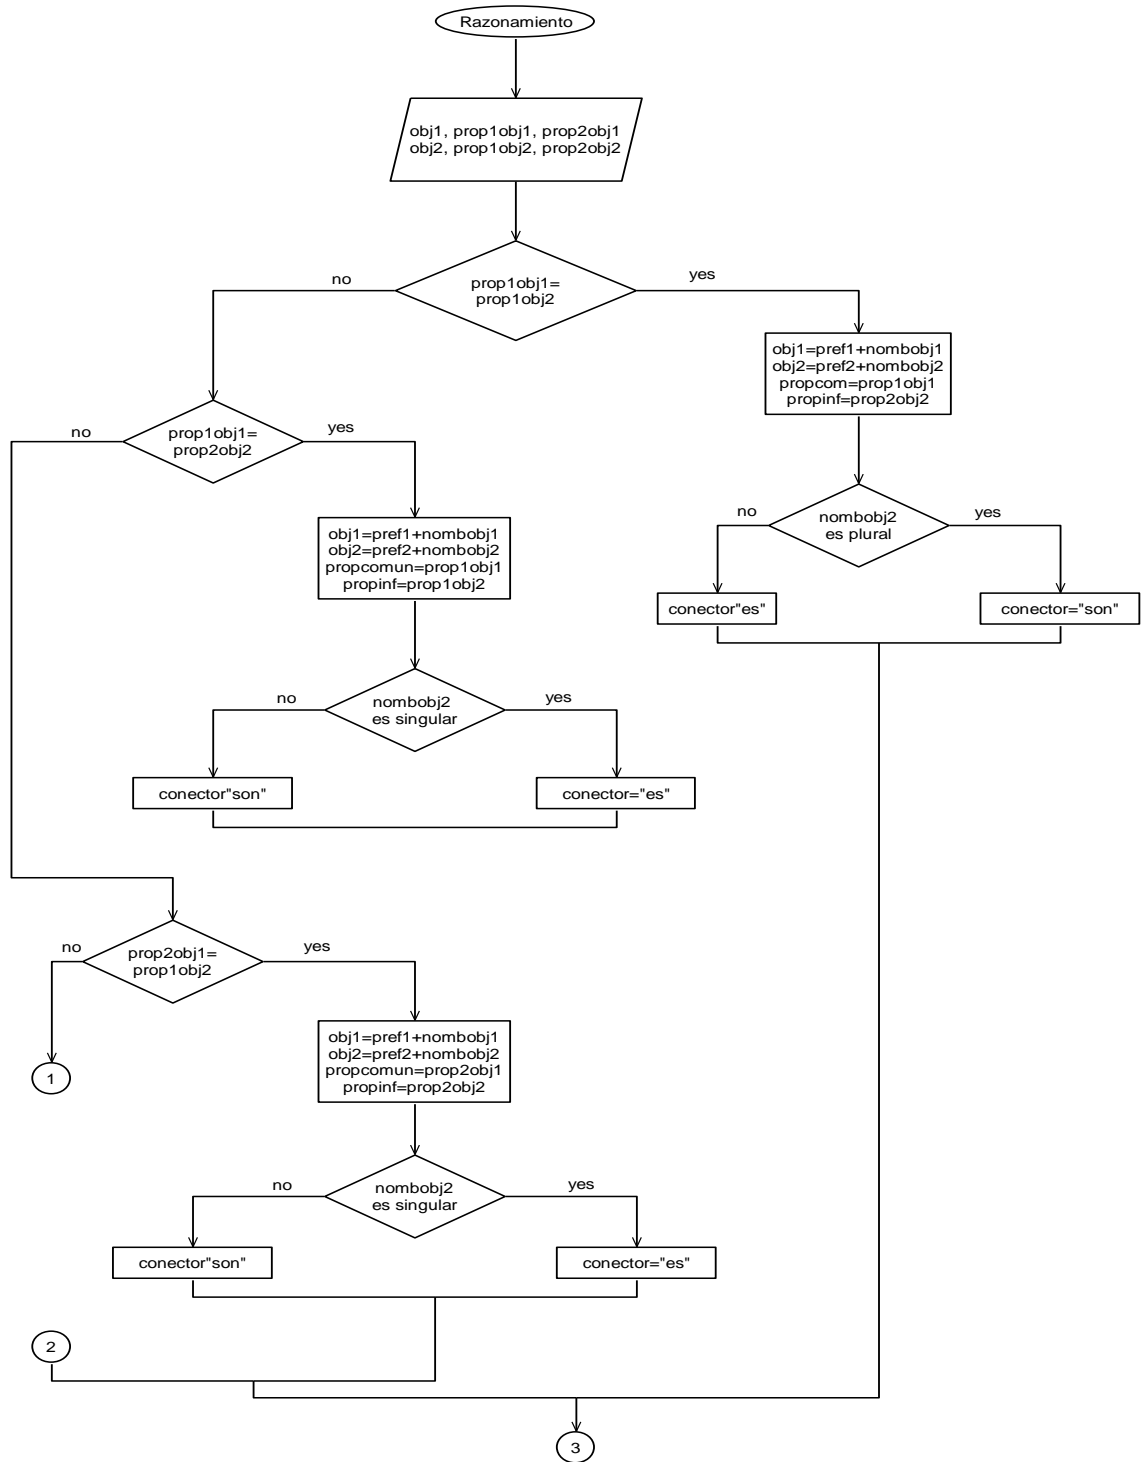 Razonamiento
obj1, prop1obj1, prop2obj1
obj2, prop1obj2, prop2obj2
prop1obj1=
prop1obj2
no
yes
obj1=pref1+nombobj1
obj2=pref2+nombobj2
propcom=prop1obj1
propinf=prop2obj2
prop1obj1=
prop2obj2
no
yes
nombobj2
es plural
no
yes
obj1=pref1+nombobj1
obj2=pref2+nombobj2
propcomun=prop1obj1
propinf=prop1obj2
conector"es"
conector="son"
nombobj2
es singular
no
yes
conector"son"
conector="es"
prop2obj1=
prop1obj2
no
yes
obj1=pref1+nombobj1
obj2=pref2+nombobj2
propcomun=prop2obj1
propinf=prop2obj2
1
nombobj2
es singular
no
yes
conector"son"
conector="es"
2
3